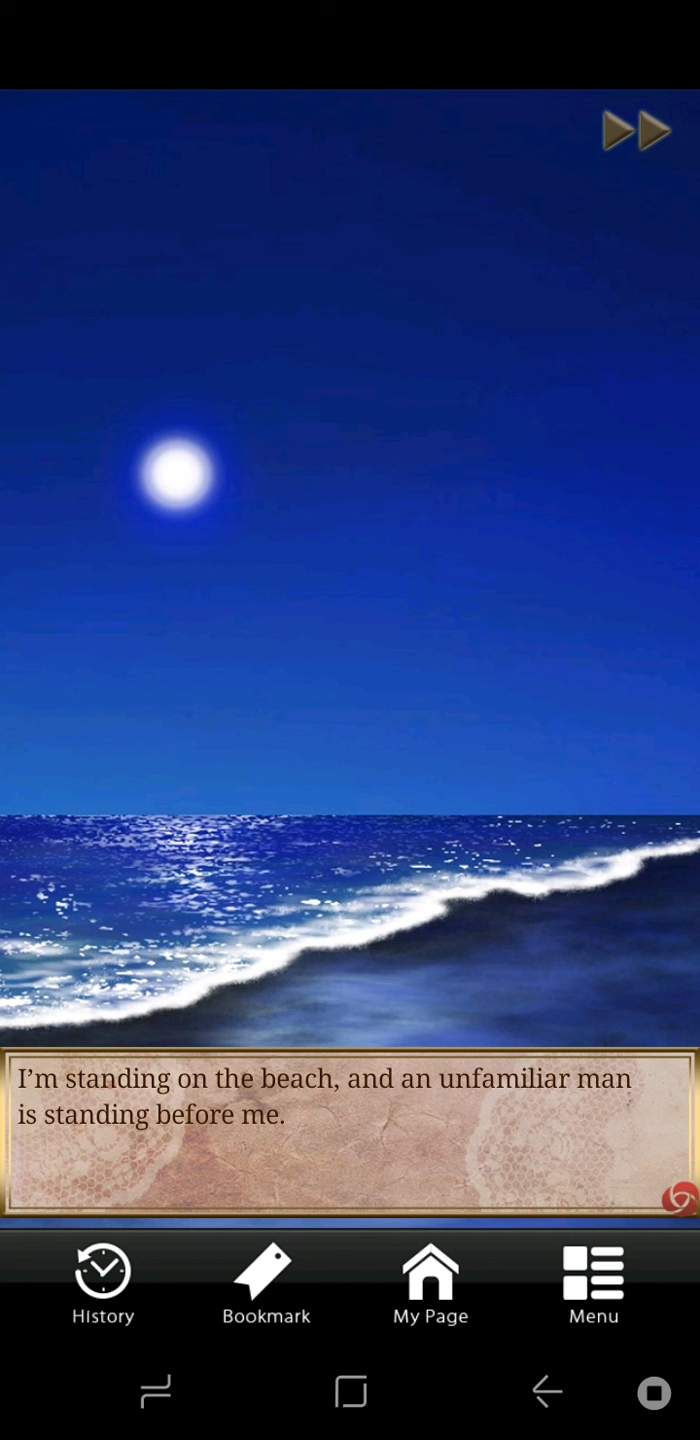 I'm standing on the beach, and an unfamiliar man
is standing before me.
History
Bookmark
My Page
Menu